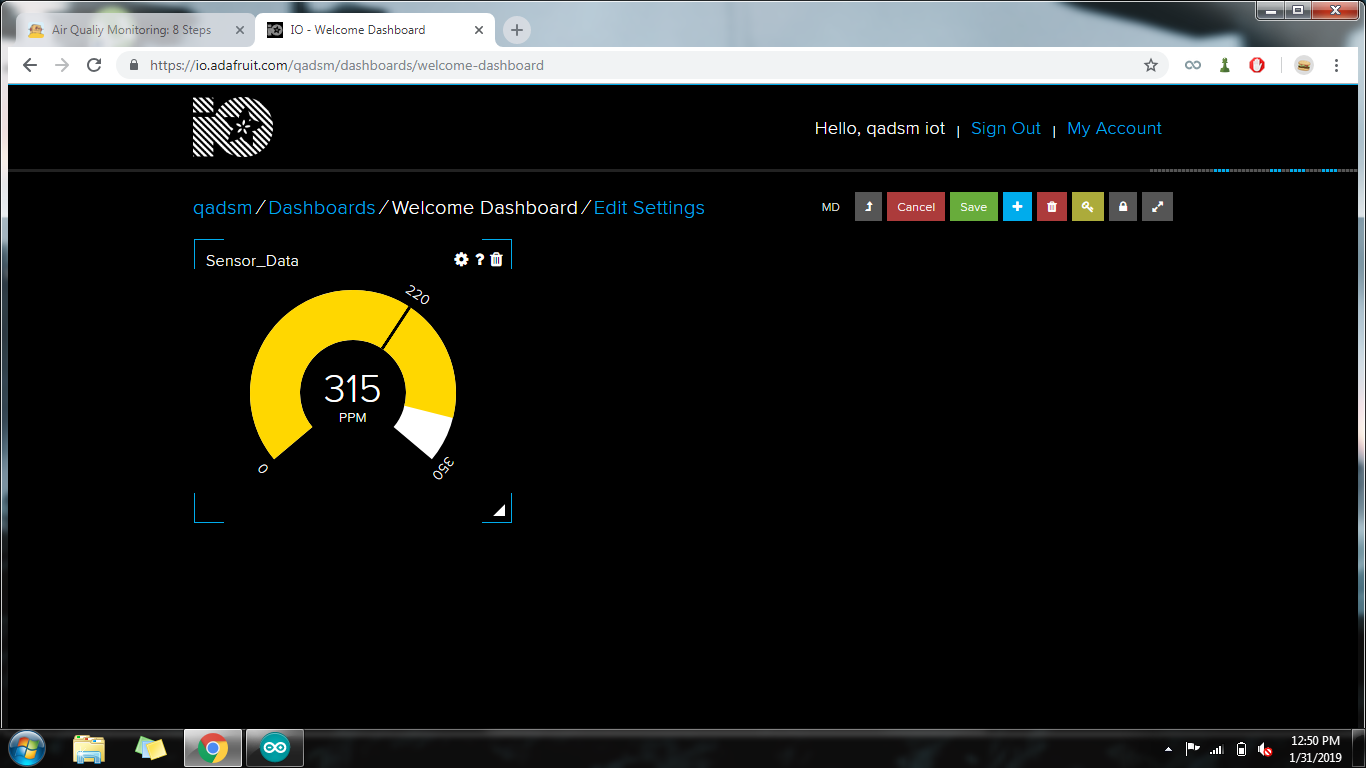 Air Qualiy Monitoring: 8 Steps
IO - Welcome Dashboard
https://io.adafruit.com/qadsm/dashboards/welcome-dashboard
iO
Hello, qadsm iot | Sign Out | My Account
qadsm / Dashboards / Welcome Dashboard / Edit Settings
MD Cancel Save
Sensor_Data ?
220
315
PPM
0
350
12:50 PM
1/31/2019